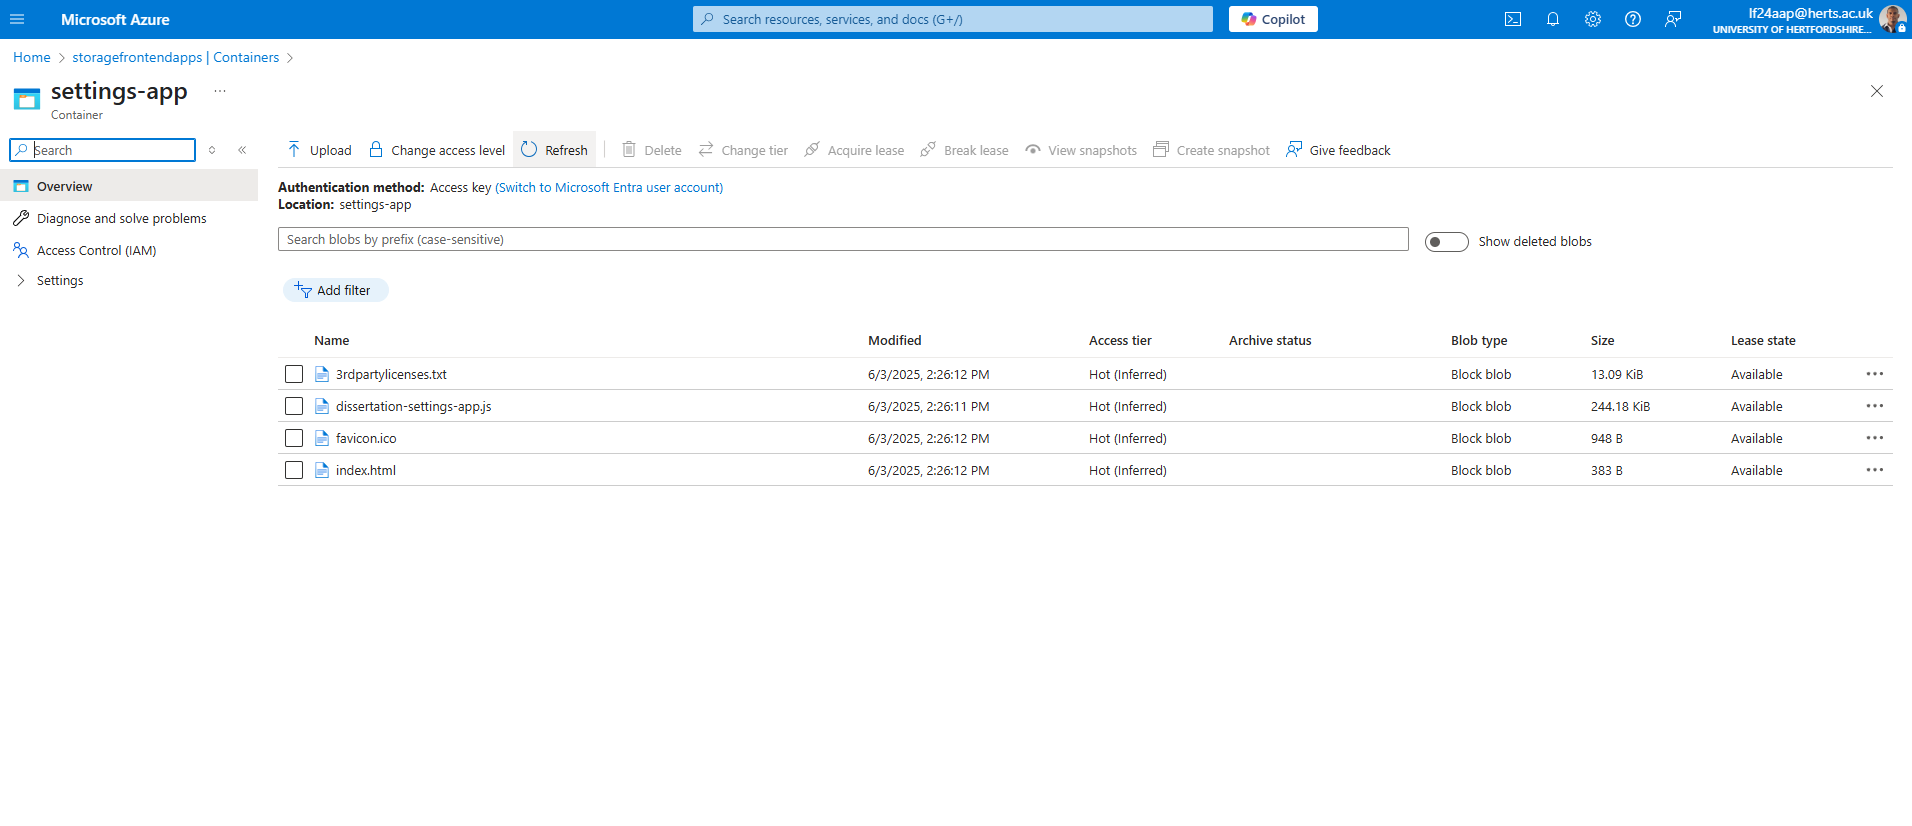 Microsoft Azure
Search resources, services, and docs (G+/)
Copilot
lf24aap@herts.ac.uk
UNIVERSITY OF HERTFORDSHIRE...
Home > storagefrontendapps | Containers >
settings-app ...
Container
Search
Upload Change access level Refresh Delete Change tier Acquire lease Break lease View snapshots Create snapshot Give feedback
Overview
Diagnose and solve problems
Access Control (IAM)
Settings
Authentication method: Access key (Switch to Microsoft Entra user account)
Location: settings-app
Search blobs by prefix (case-sensitive)
Show deleted blobs
Add filter
Name Modified Access tier Archive status Blob type Size Lease state
3rdpartylicenses.txt 6/3/2025, 2:26:12 PM Hot (Inferred) Block blob 13.09 KiB Available
dissertation-settings-app.js 6/3/2025, 2:26:11 PM Hot (Inferred) Block blob 244.18 KiB Available
favicon.ico 6/3/2025, 2:26:12 PM Hot (Inferred) Block blob 948 B Available
index.html 6/3/2025, 2:26:12 PM Hot (Inferred) Block blob 383 B Available